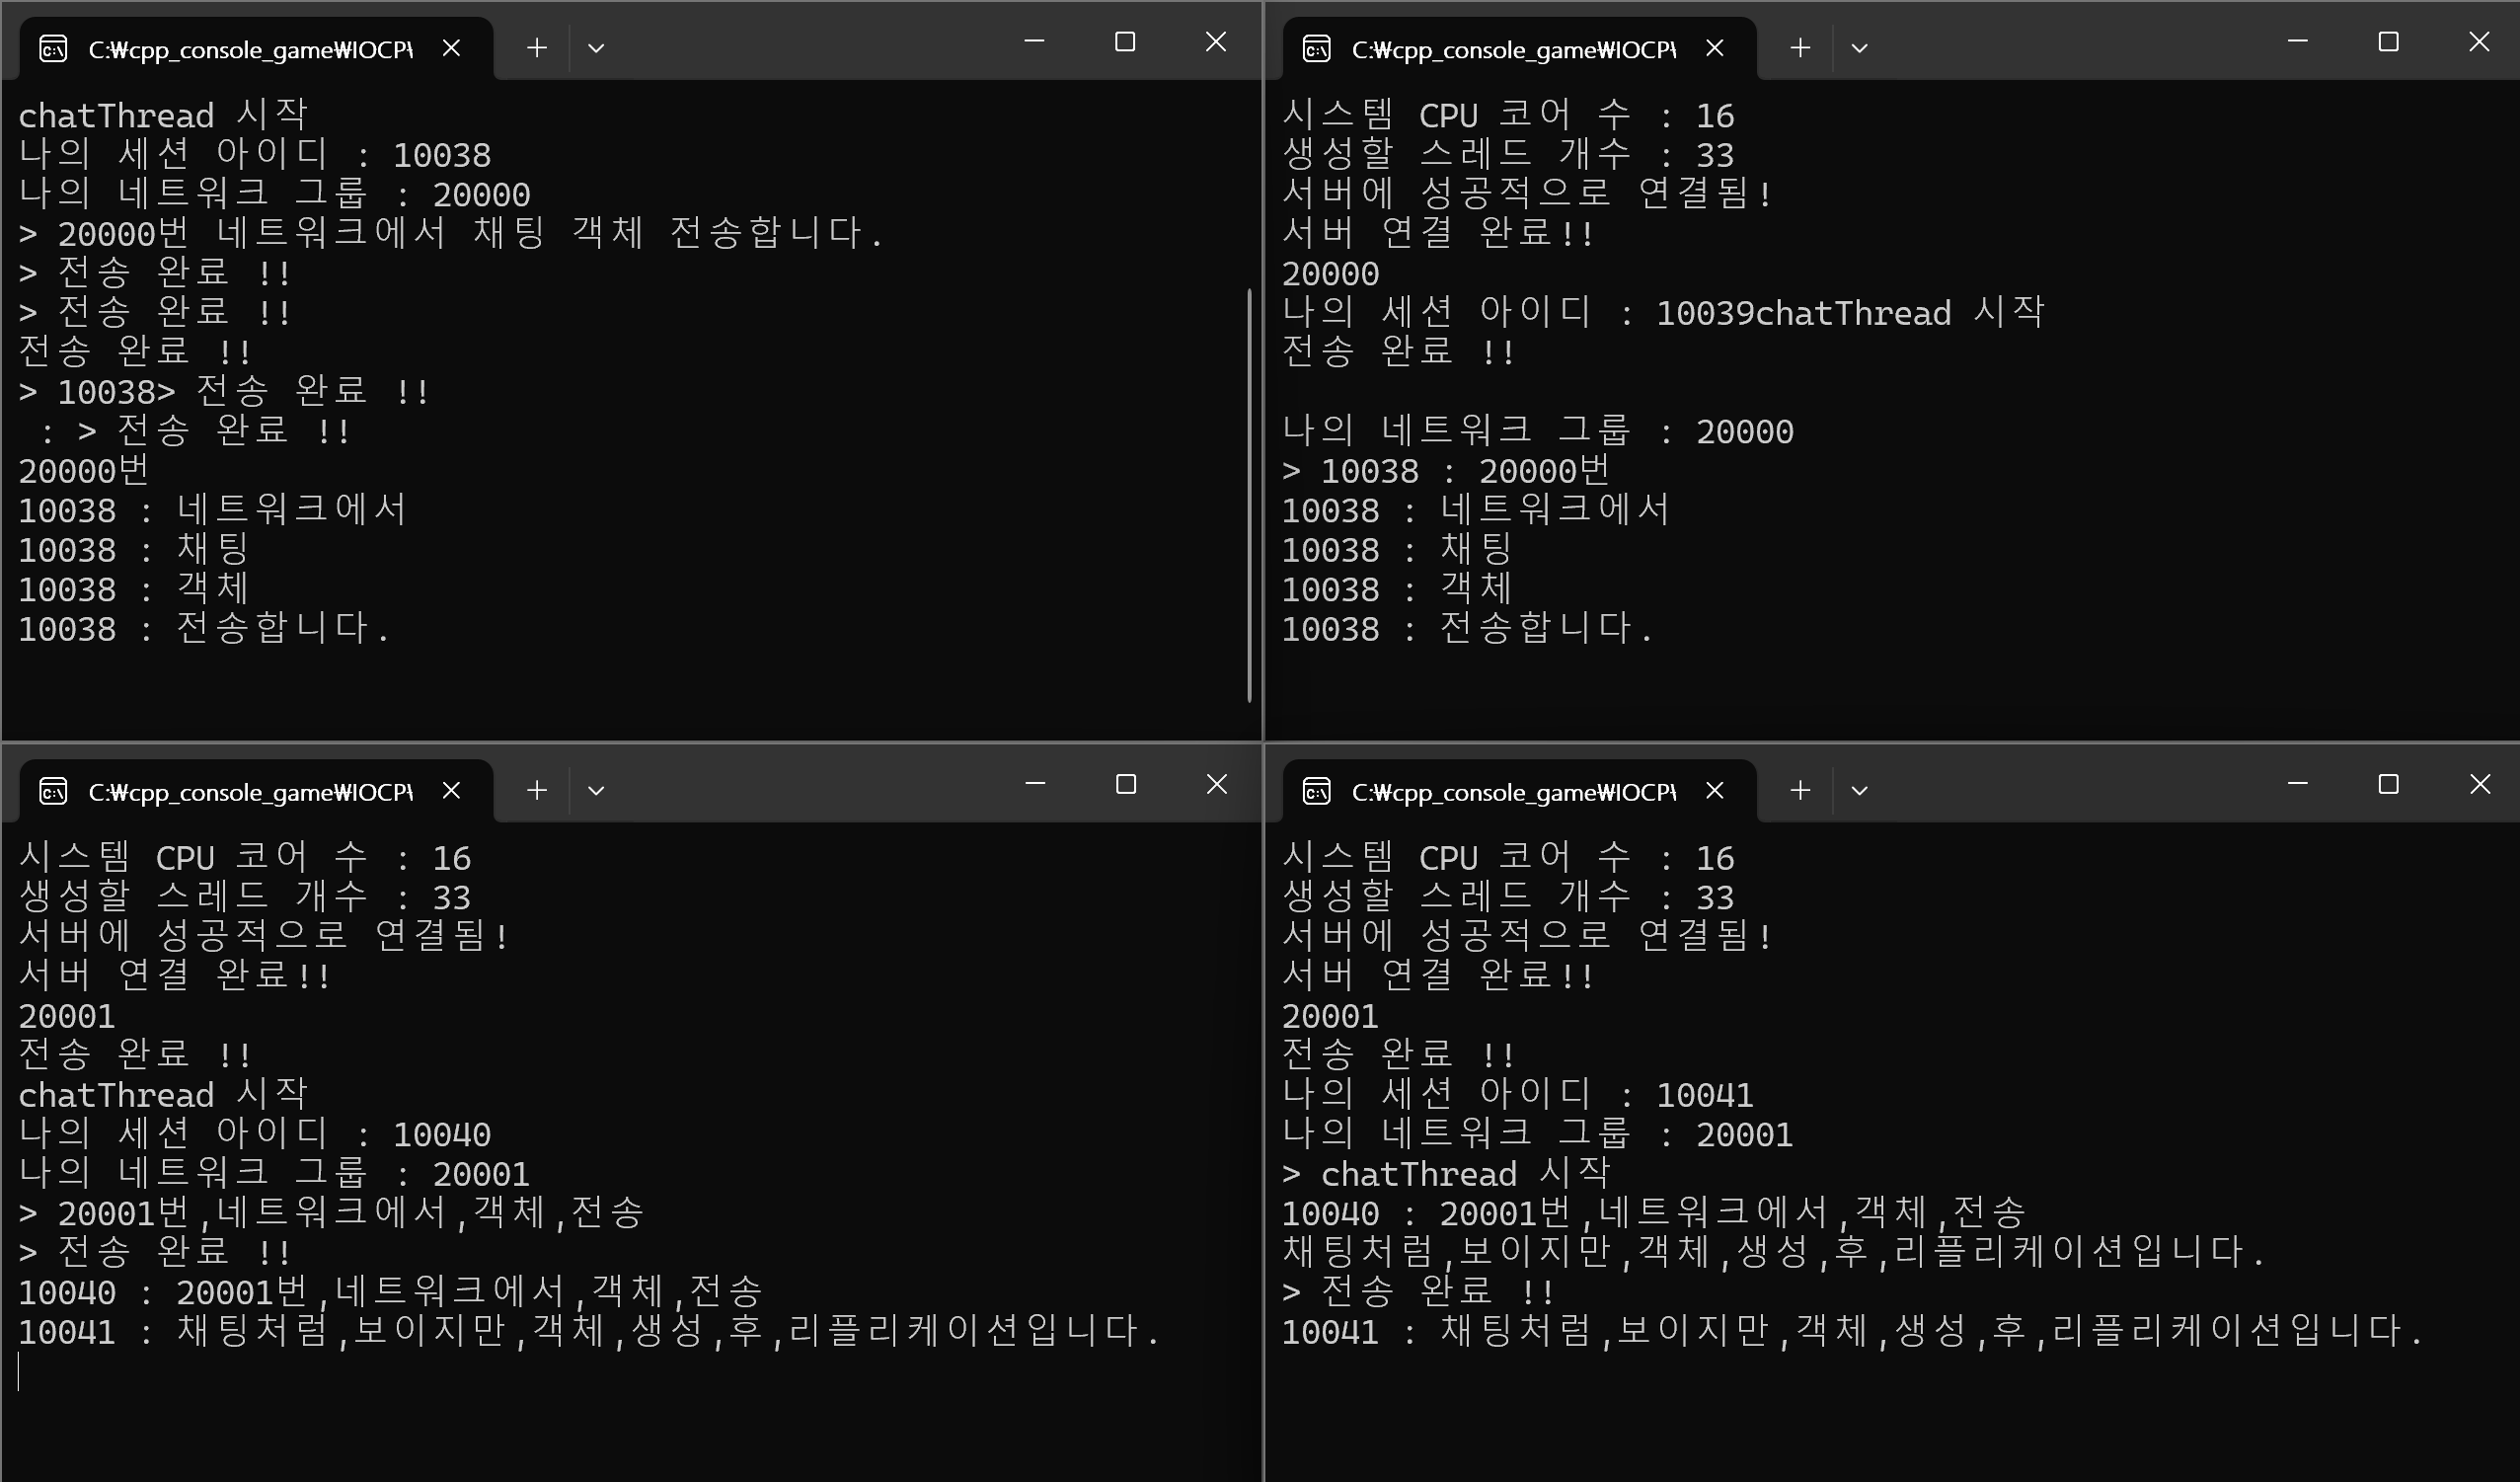 C:₩cpp_console_game₩IOCP
chatThread 시작
나의 세션 아이디 : 10038
나의 네트워크 그룹 : 20000
> 20000번 네트워크에서 채팅 객체 전송합니다.
> 전송 완료 !!
> 전송 완료 !!
전송 완료 !!
> 10038> 전송 완료 !!
 : > 전송 완료 !!
20000번
10038 : 네트워크에서
10038 : 채팅
10038 : 객체
10038 : 전송합니다.
C:₩cpp_console_game₩IOCP
시스템 CPU 코어 수 : 16
생성할 스레드 개수 : 33
서버에 성공적으로 연결됨!
서버 연결 완료!!
20000
나의 세션 아이디 : 10039chatThread 시작
전송 완료 !!
나의 네트워크 그룹 : 20000
> 10038 : 20000번
10038 : 네트워크에서
10038 : 채팅
10038 : 객체
10038 : 전송합니다.
C:₩cpp_console_game₩IOCP
시스템 CPU 코어 수 : 16
생성할 스레드 개수 : 33
서버에 성공적으로 연결됨!
서버 연결 완료!!
20001
전송 완료 !!
chatThread 시작
나의 세션 아이디 : 10040
나의 네트워크 그룹 : 20001
> 20001번,네트워크에서,객체,전송
> 전송 완료 !!
10040 : 20001번,네트워크에서,객체,전송
10041 : 채팅처럼,보이지만,객체,생성,후,리플리케이션입니다.
C:₩cpp_console_game₩IOCP
시스템 CPU 코어 수 : 16
생성할 스레드 개수 : 33
서버에 성공적으로 연결됨!
서버 연결 완료!!
20001
전송 완료 !!
나의 세션 아이디 : 10041
나의 네트워크 그룹 : 20001
> chatThread 시작
10040 : 20001번,네트워크에서,객체,전송
채팅처럼,보이지만,객체,생성,후,리플리케이션입니다.
> 전송 완료 !!
10041 : 채팅처럼,보이지만,객체,생성,후,리플리케이션입니다.